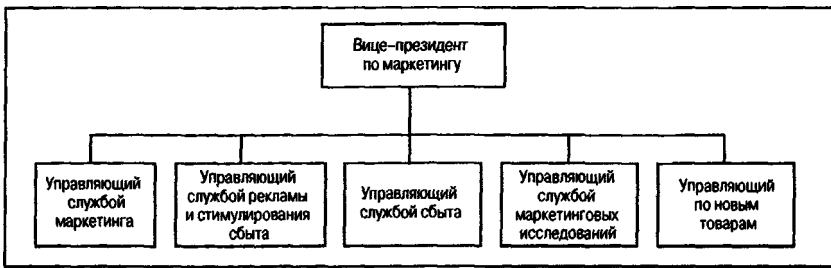 Вице-президент
по маркетингу
Управляющий
службой
маркетинга
Управляющий
службой рекламы
и стимулирования
сбыта
Управляющий
службой сбыта
Управляющий
службой
маркетинговых
исследований
Управляющий
по новым
товарам